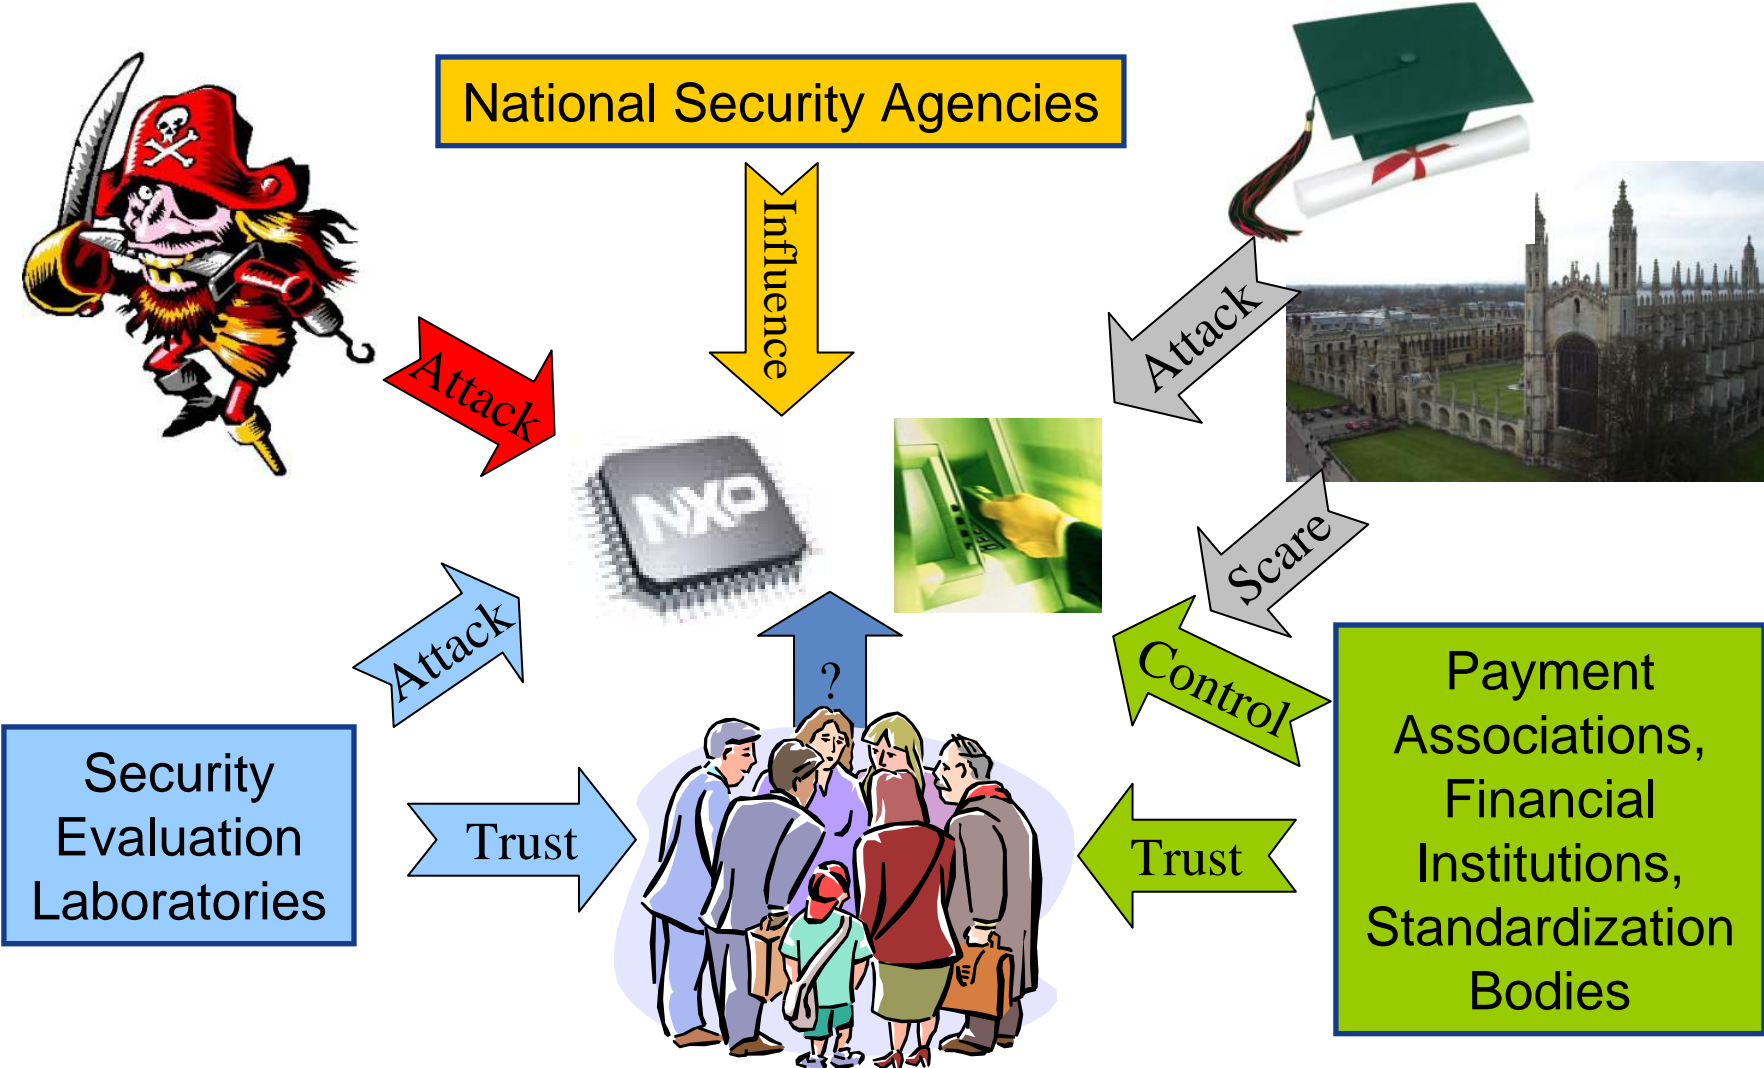 National Security Agencies
Influence
Attack
Attack
NXP
Scare
Attack
Control
?
Payment
Associations,
Financial
Institutions,
Standardization
Bodies
Security
Evaluation
Laboratories
Trust
Trust